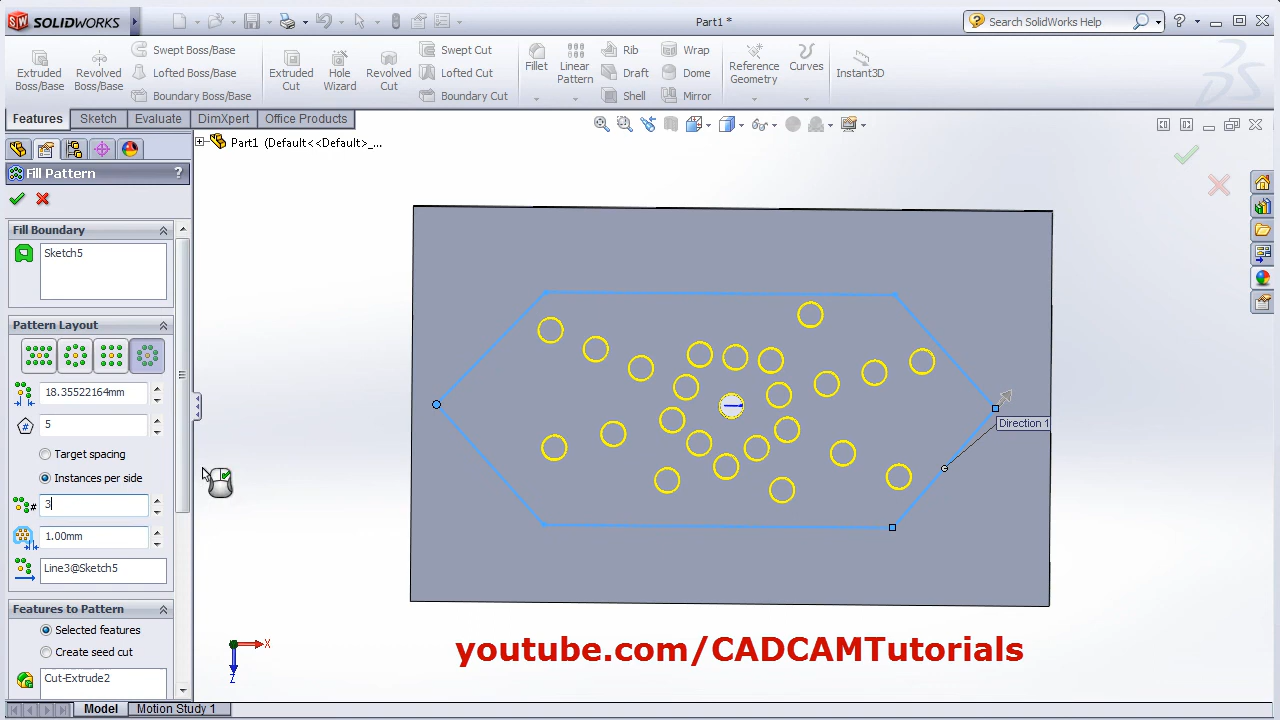 SOLIDWORKS
Part1 *
Search SolidWorks Help
Extruded Boss/Base
Revolved Boss/Base
Swept Boss/Base
Lofted Boss/Base
Boundary Boss/Base
Extruded Cut
Hole Wizard
Revolved Cut
Swept Cut
Lofted Cut
Boundary Cut
Fillet
Linear Pattern
Rib
Draft
Shell
Wrap
Dome
Mirror
Reference Geometry
Curves
Instant3D
Features
Sketch
Evaluate
DimXpert
Office Products
Part1 (Default<<Default>_...
Fill Pattern
?
Fill Boundary
Sketch5
Pattern Layout
18.35522164mm
5
Target spacing
Instances per side
3
1.00mm
Line3@Sketch5
Features to Pattern
Selected features
Create seed cut
Cut-Extrude2
Direction 1
X
Z
youtube.com/CADCAMTutorials
Model
Motion Study 1